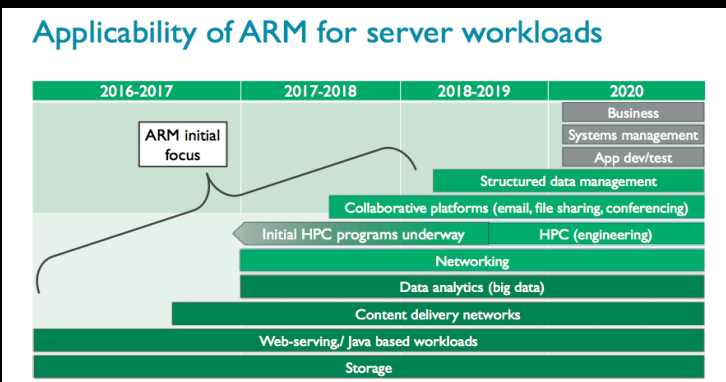 Applicability of ARM for server workloads
2016-2017 2017-2018 2018-2019 2020
Business
ARM initial
focus
Systems management
App dev/test
Structured data management
Collaborative platforms (email, file sharing, conferencing)
Initial HPC programs underway HPC (engineering)
Networking
Data analytics (big data)
Content delivery networks
Web-serving,/ Java based workloads
Storage